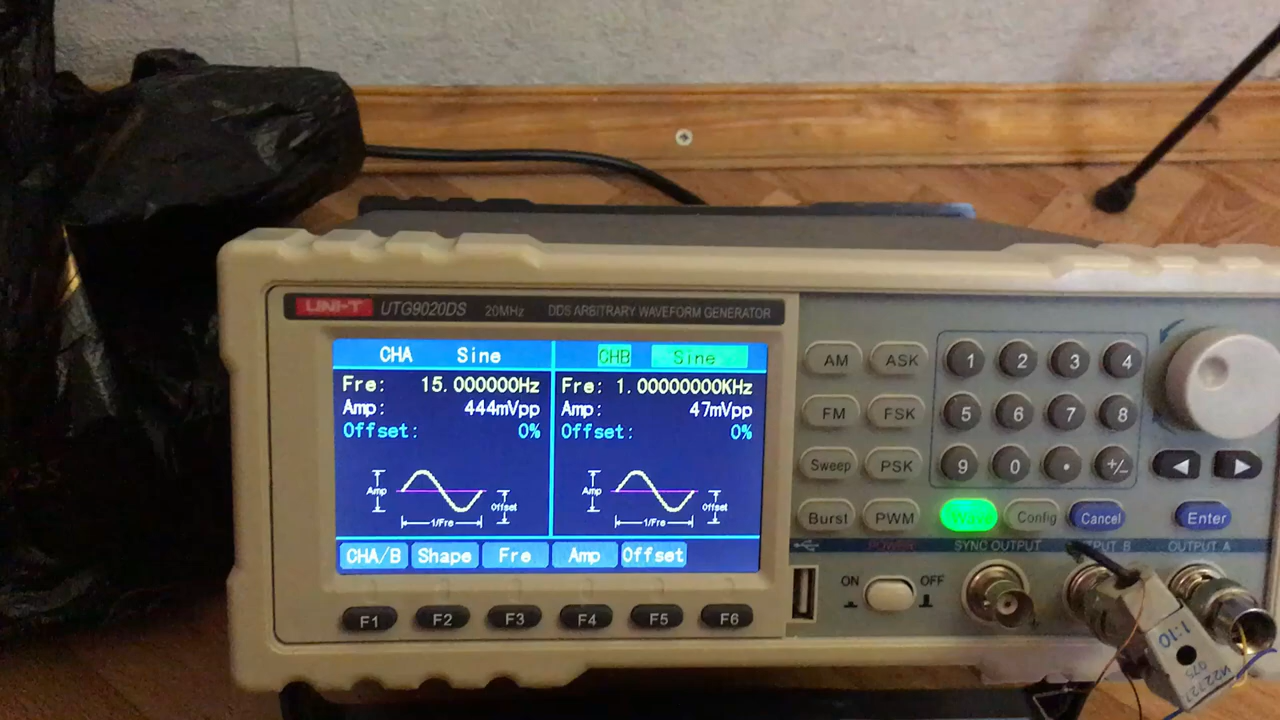 UNI-T UTG9020DS 20MHz DDS ARBITRARY WAVEFORM GENERATOR
CHA Sine
Fre: 15.000000Hz
Amp: 444mVpp
Offset: 0%
Amp
Offset
1/Fre
CHB Sine
Fre: 1.00000000KHz
Amp: 47mVpp
Offset: 0%
Amp
Offset
1/Fre
CHA/B Shape Fre Amp Offset
F1 F2 F3 F4 F5 F6
AM ASK
FM FSK
Sweep PSK
Burst PWM
1 2 3 4
5 6 7 8
9 0 . +/-
◀ ▶
Wave Config Cancel Enter
POWER SYNC OUTPUT TPUT B OUTPUT A
ON OFF
1:10